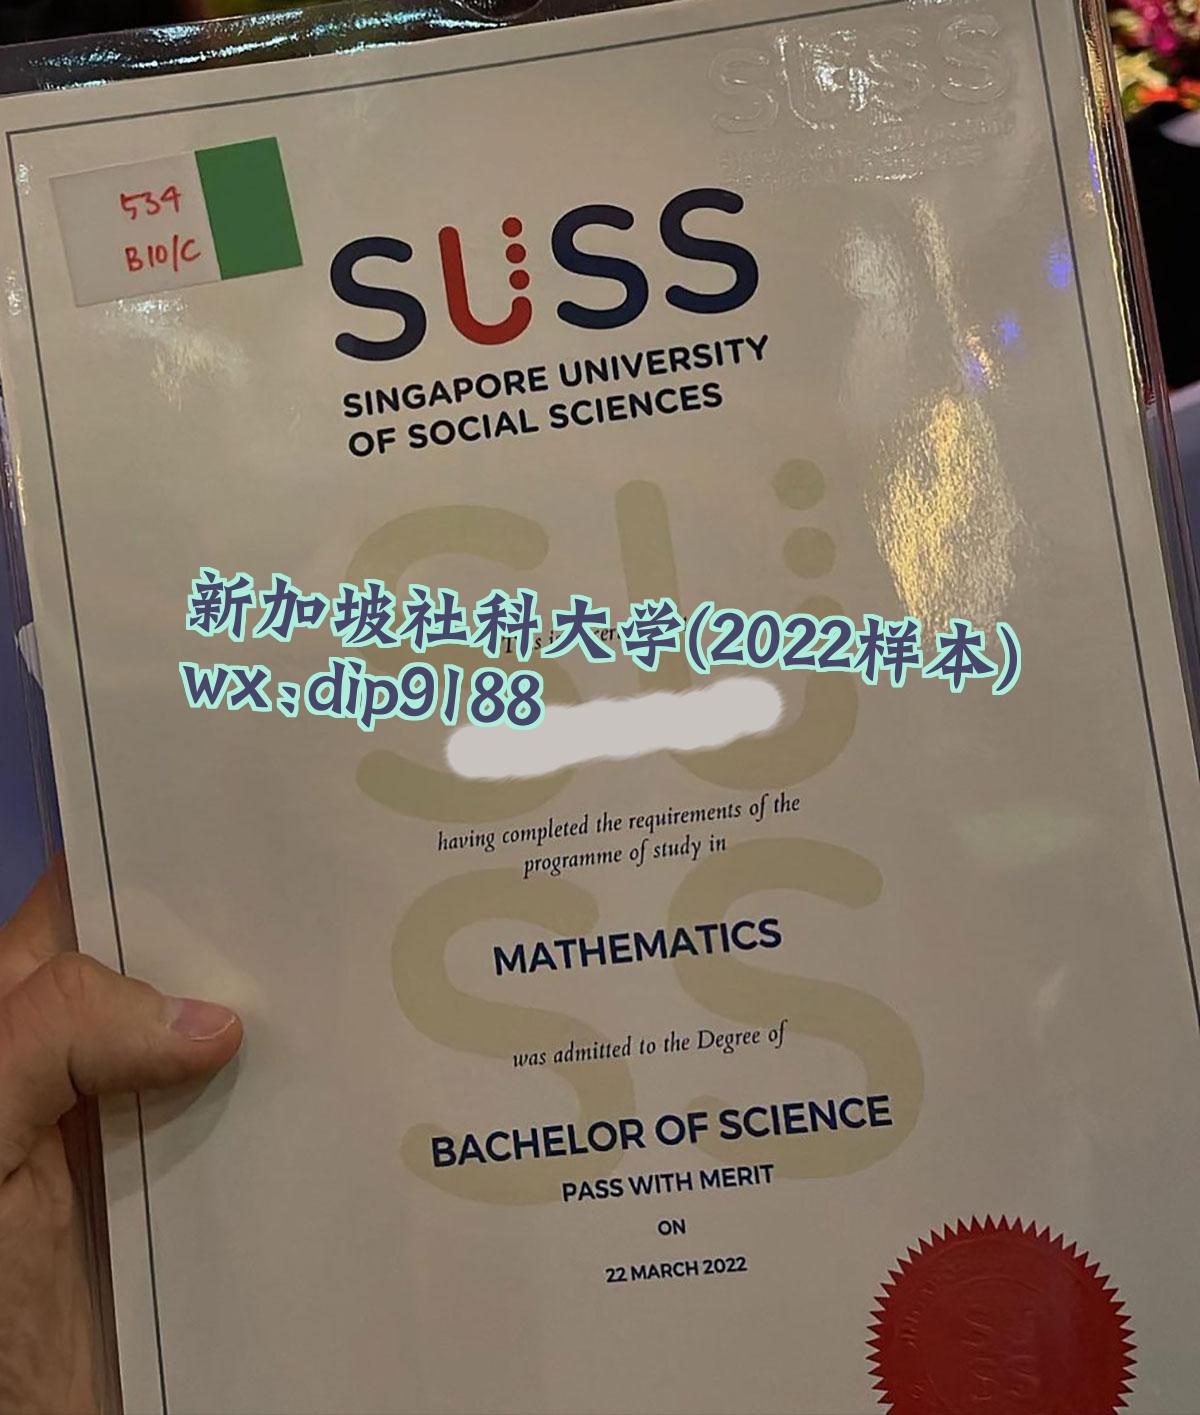 SUSS
534
B10/C
SUSS
SINGAPORE UNIVERSITY
OF SOCIAL SCIENCES
新加坡社科大学(2022样本)
wx:dip9188
having completed the requirements of the
programme of study in
MATHEMATICS
was admitted to the Degree of
BACHELOR OF SCIENCE
PASS WITH MERIT
ON
22 MARCH 2022